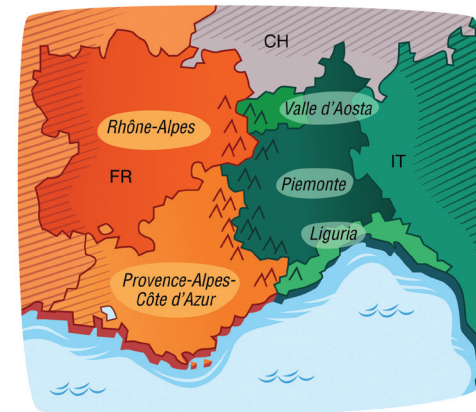 CH
Valle d'Aosta
Rhône-Alpes
IT
FR
Piemonte
Liguria
Provence-Alpes-
Côte d'Azur